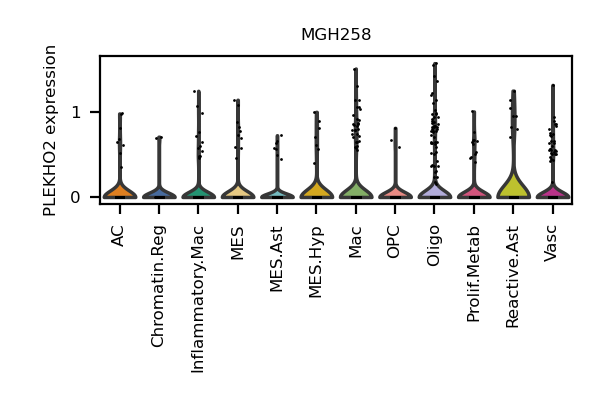 MGH258
PLEKHO2 expression
1
0
AC
Chromatin.Reg
Inflammatory.Mac
MES
MES.Ast
MES.Hyp
Mac
OPC
Oligo
Prolif.Metab
Reactive.Ast
Vasc